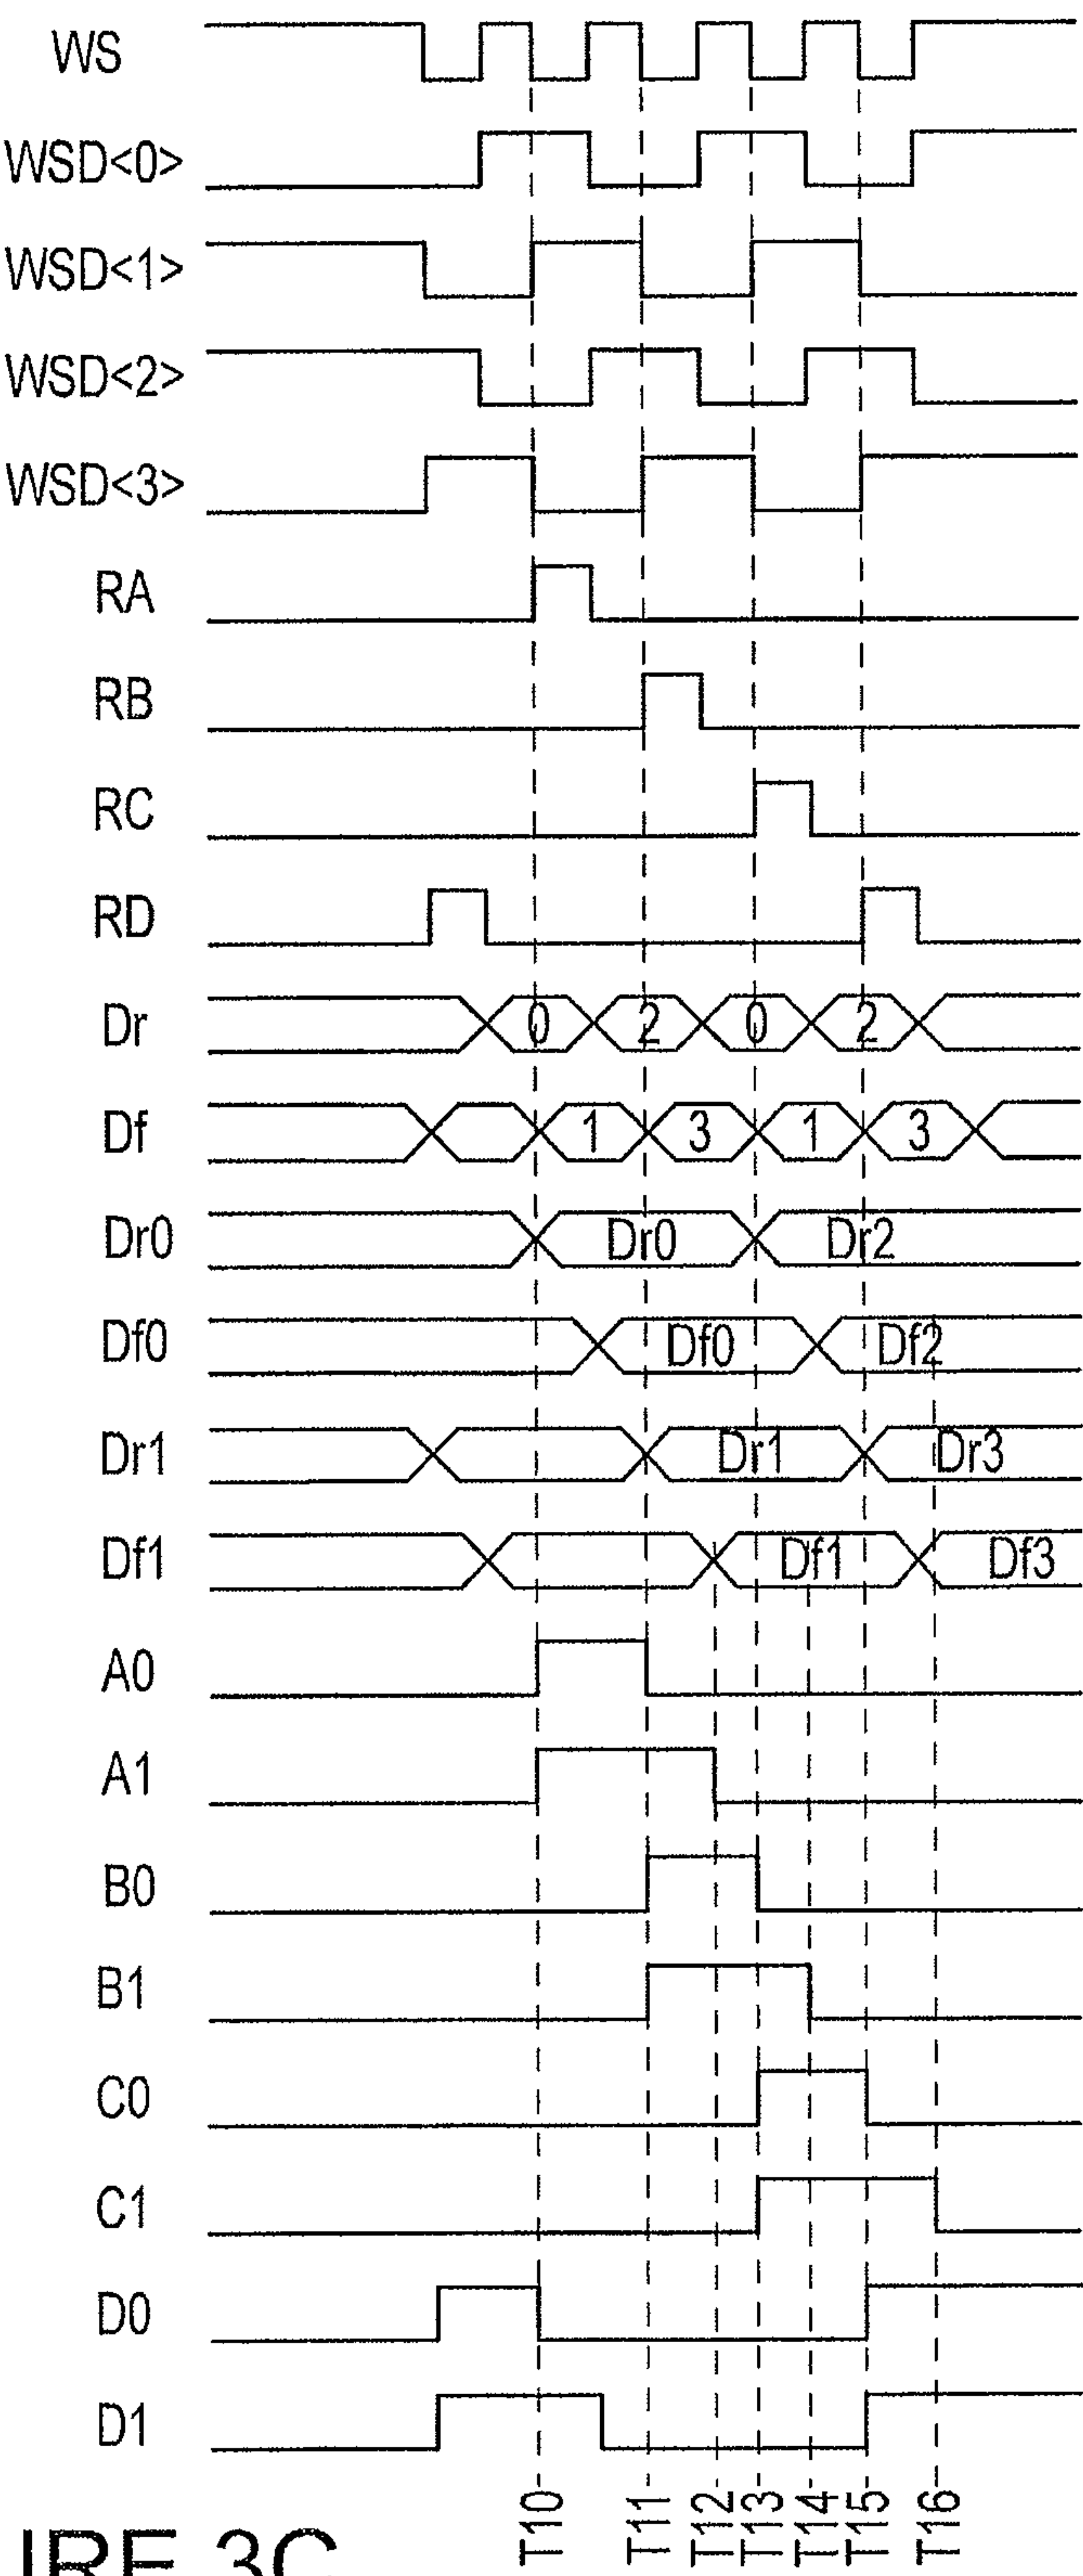 WS
WSD<0>
WSD<1>
WSD<2>
WSD<3>
RA
RB
RC
RD
Dr 0 2 0 2
Df 1 3 1 3
Dr0 Dr0 Dr2
Df0 Df0 Df2
Dr1 Dr1 Dr3
Df1 Df1 Df3
A0
A1
B0
B1
C0
C1
D0
D1
T10 T11 T12 T13 T14 T15 T16
IRE 3C